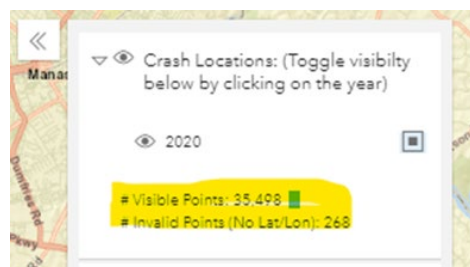 Manas
Crash Locations: (Toggle visibilty
below by clicking on the year)
2020
# Visible Points: 35,498
# Invalid Points (No Lat/Lon): 268
Dumfries Rd
Pkwy